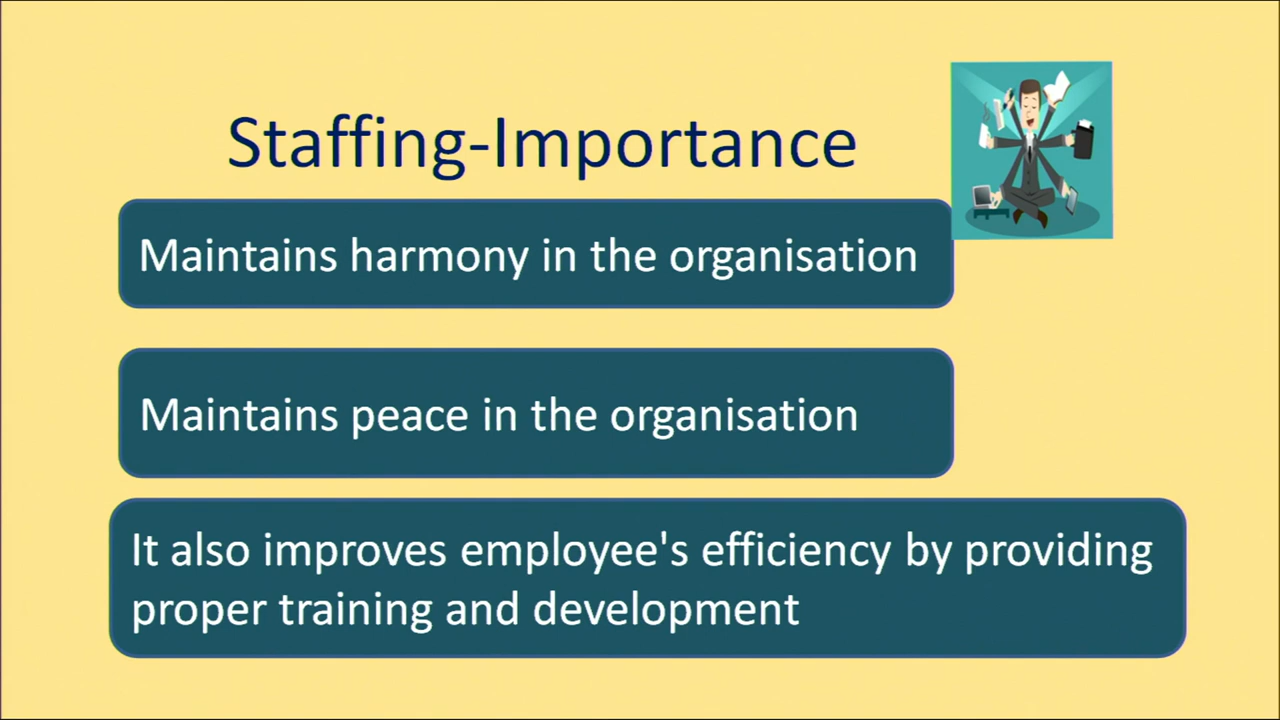 Staffing-Importance
Maintains harmony in the organisation
Maintains peace in the organisation
It also improves employee's efficiency by providing
proper training and development